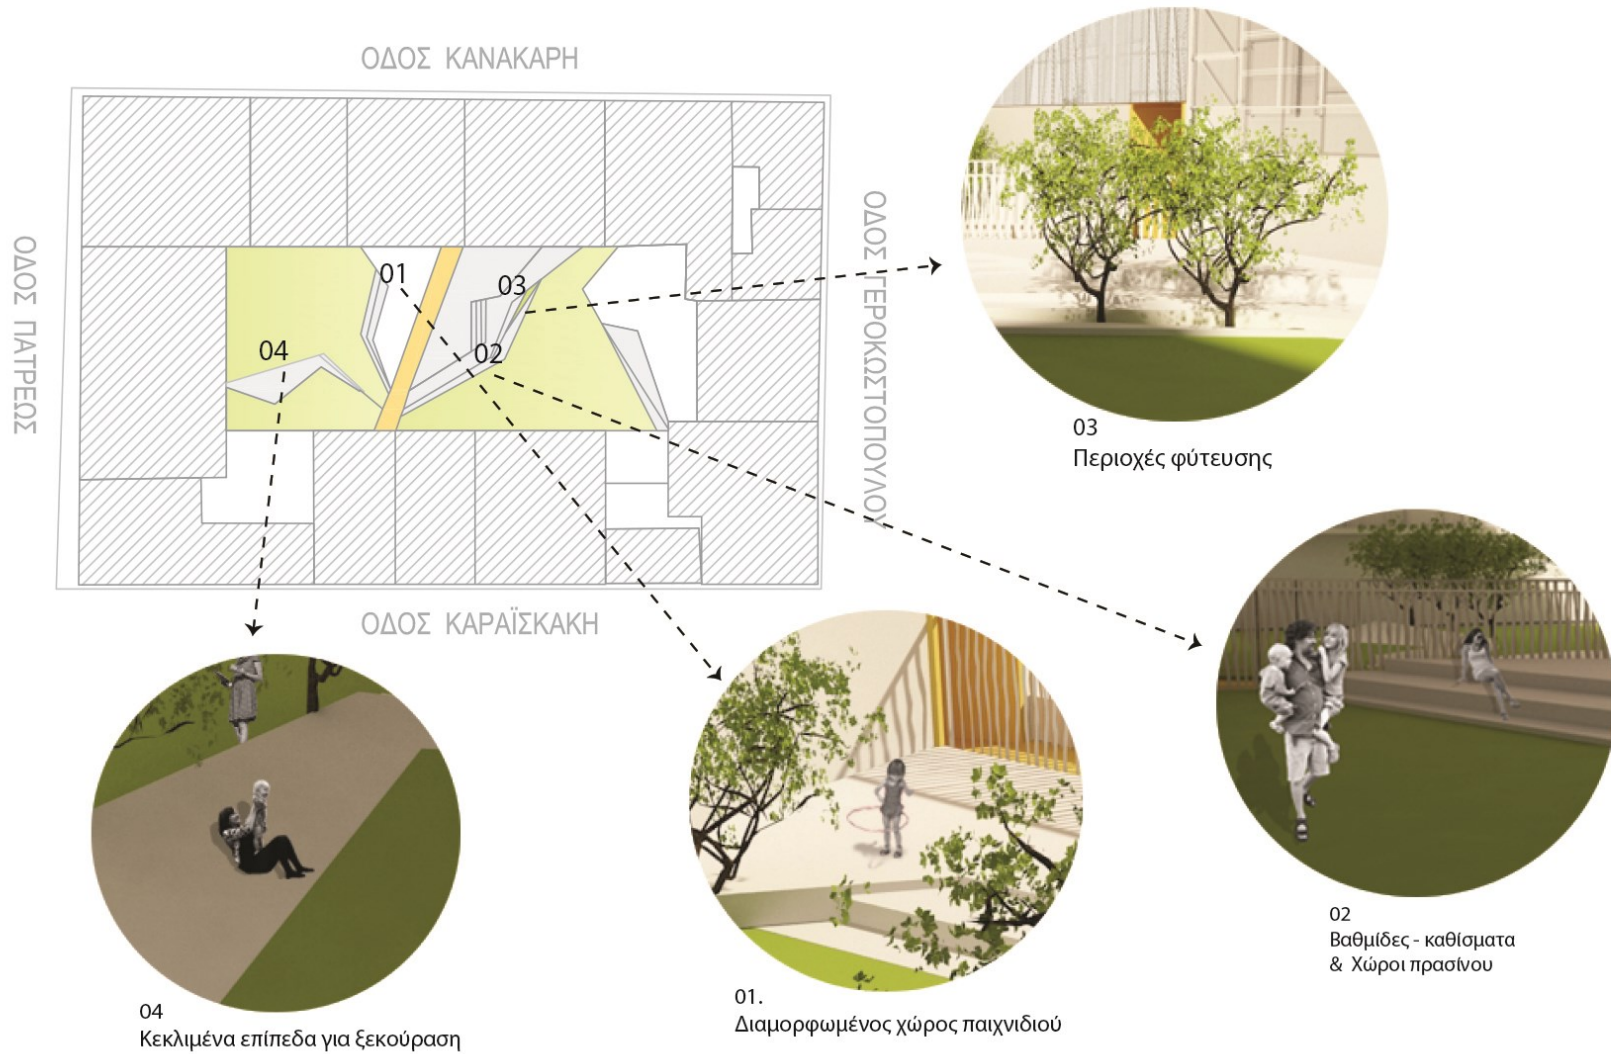 ΟΔΟΣ ΚΑΝΑΚΑΡΗ
ΟΔΟΣ ΠΑΤΡΕΩΣ
ΟΔΟΣ ΓΕΡΟΚΩΣΤΟΠΟΥΛΟΥ
01
03
04
02
ΟΔΟΣ ΚΑΡΑΪΣΚΑΚΗ
03
Περιοχές φύτευσης
02
Βαθμίδες - καθίσματα
& Χώροι πρασίνου
01.
Διαμορφωμένος χώρος παιχνιδιού
04
Κεκλιμένα επίπεδα για ξεκούραση